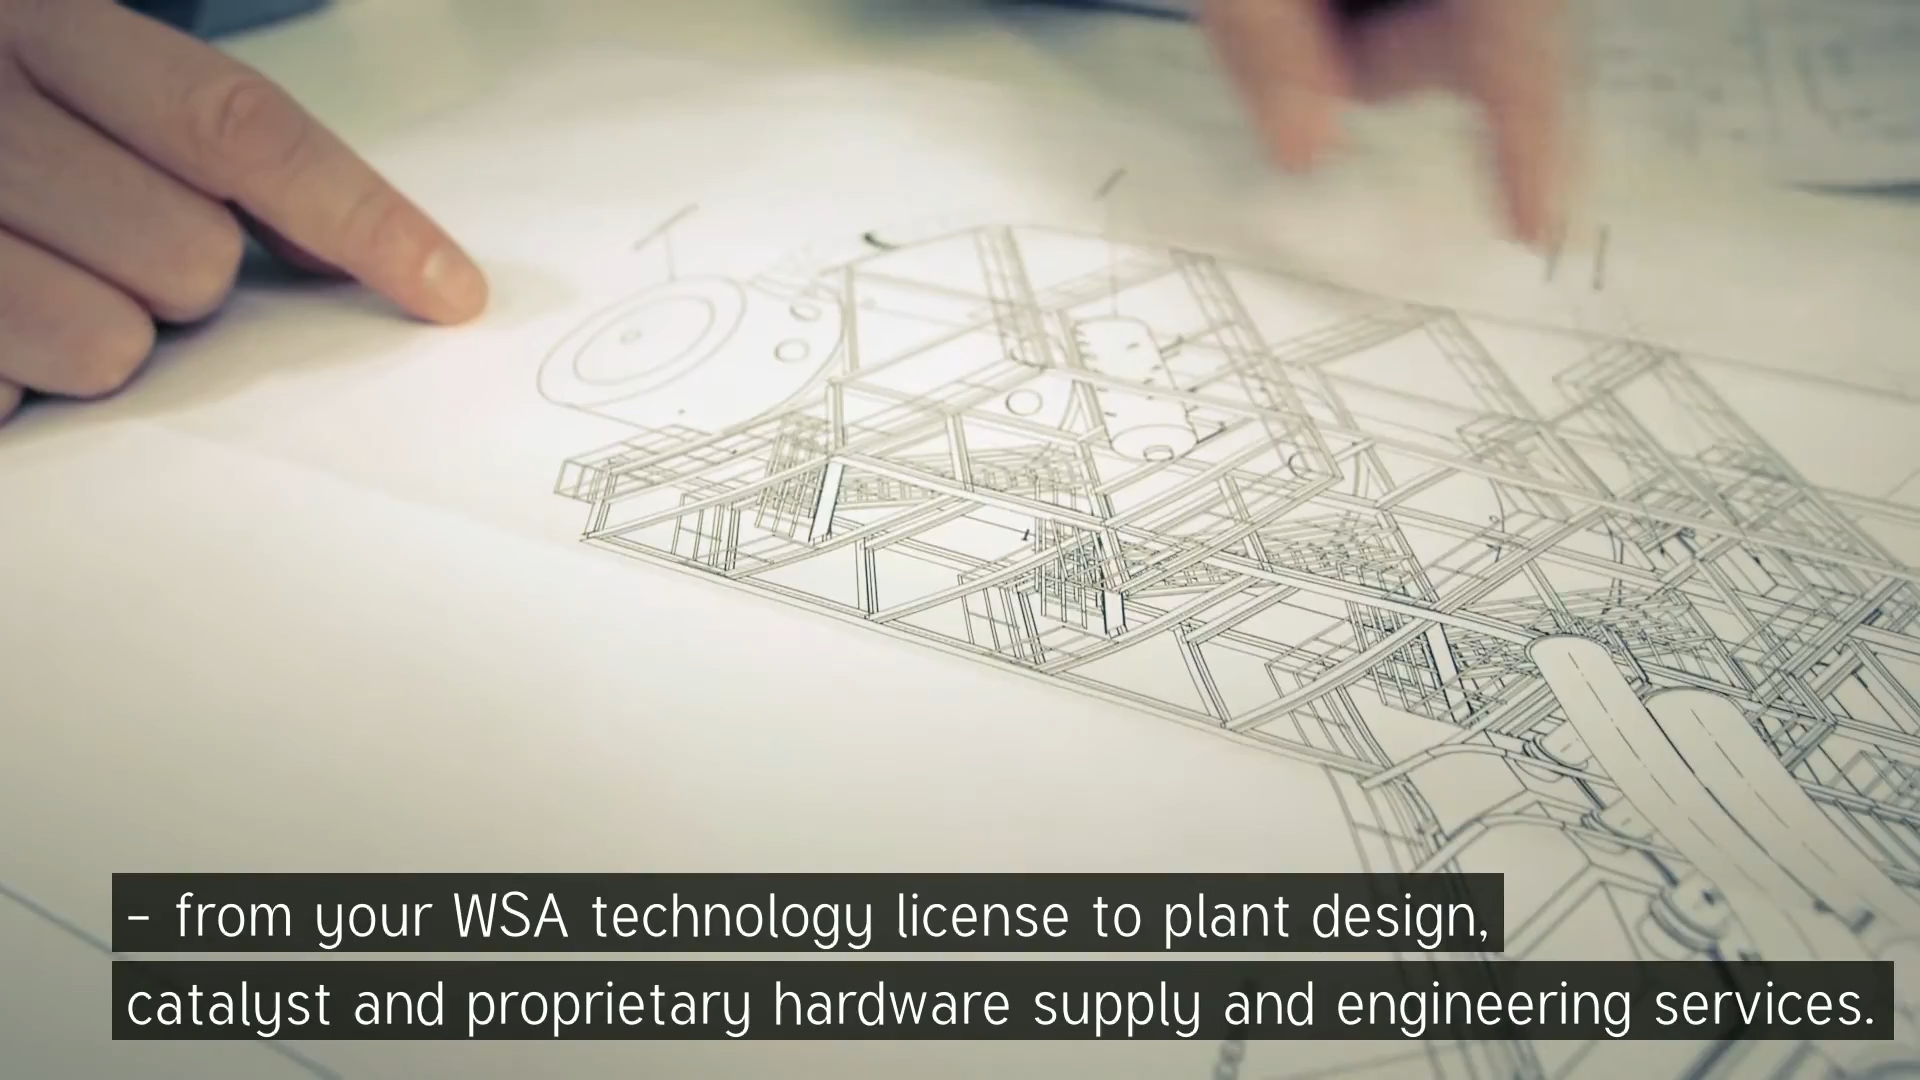 – from your WSA technology license to plant design,
catalyst and proprietary hardware supply and engineering services.